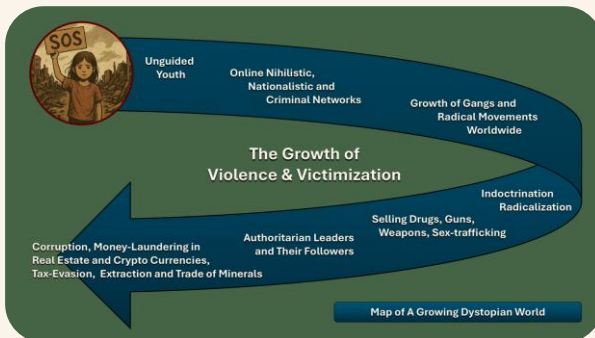 SOS
Unguided
Youth
Online Nihilistic,
Nationalistic and
Criminal Networks
Growth of Gangs and
Radical Movements
Worldwide
The Growth of
Violence & Victimization
Indoctrination
Radicalization
Selling Drugs, Guns,
Weapons, Sex-trafficking
Authoritarian Leaders
and Their Followers
Corruption, Money-Laundering in
Real Estate and Crypto Currencies,
Tax-Evasion, Extraction and Trade of Minerals
Map of A Growing Dystopian World